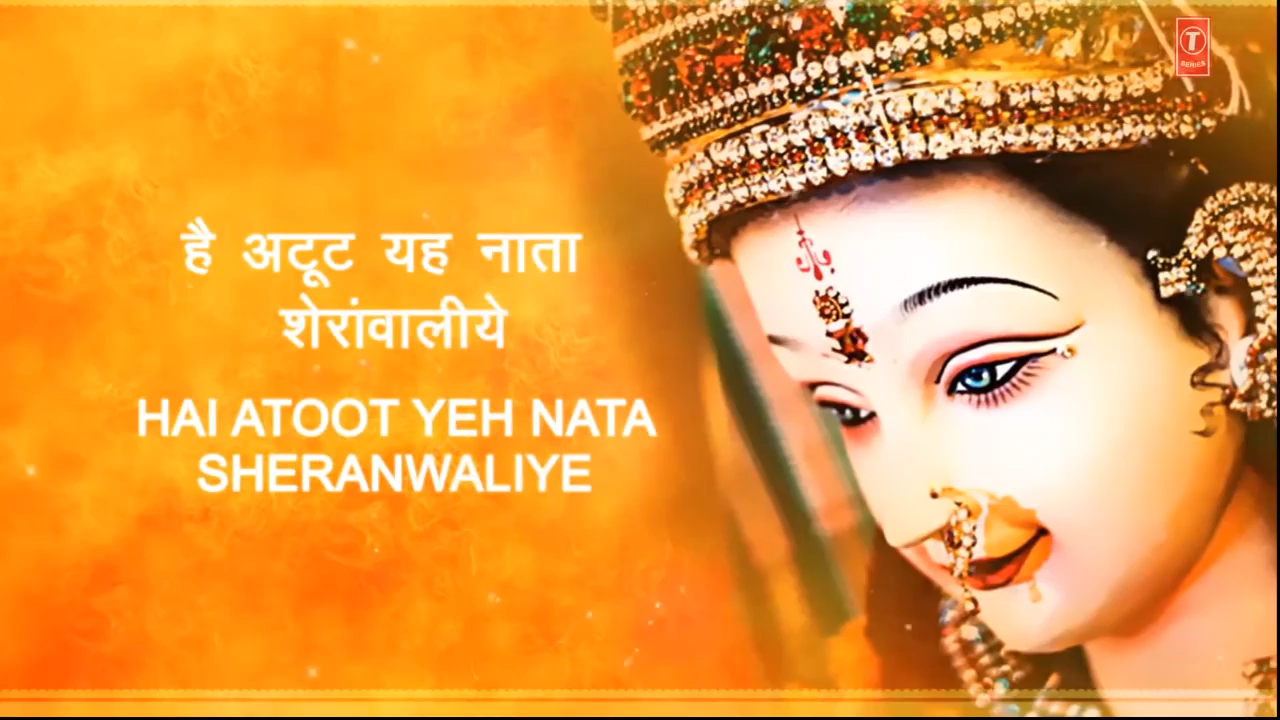 T
SERIES
है अटूट यह नाता
शेरांवालीये
HAI ATOOT YEH NATA
SHERANWALIYE